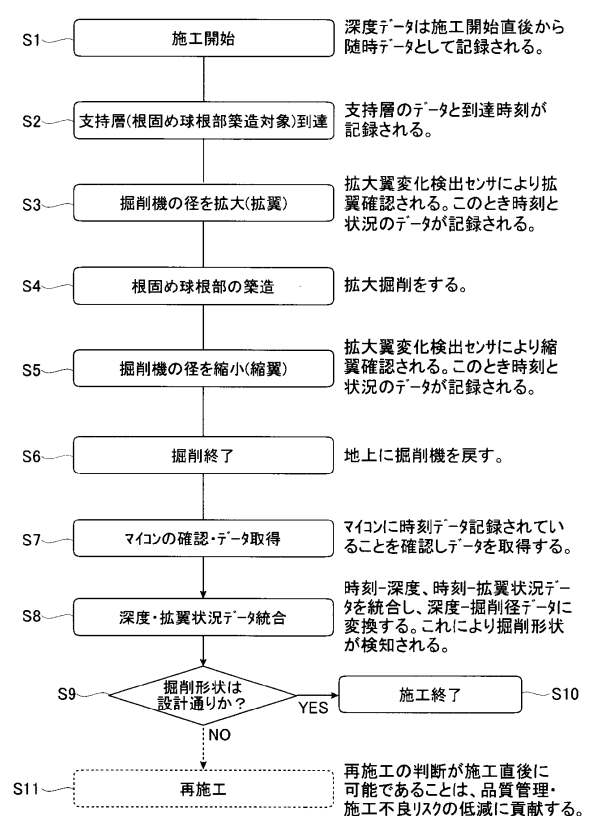 S1
施工開始
深度データは施工開始直後から
随時データとして記録される。
S2
支持層(根固め球根部築造対象)到達
支持層のデータと到達時刻が
記録される。
S3
掘削機の径を拡大(拡翼)
拡大翼変化検出センサにより拡
翼確認される。このとき時刻と
状況のデータが記録される。
S4
根固め球根部の築造
拡大掘削をする。
S5
掘削機の径を縮小(縮翼)
拡大翼変化検出センサにより縮
翼確認される。このとき時刻と
状況のデータが記録される。
S6
掘削終了
地上に掘削機を戻す。
S7
マイコンの確認・データ取得
マイコンに時刻データ記録されてい
ることを確認しデータを取得する。
S8
深度・拡翼状況データ統合
時刻-深度、時刻-拡翼状況デー
タを統合し、深度-掘削径データに
変換する。これにより掘削形状
が検知される。
S9
掘削形状は
設計通りか?
YES
施工終了
S10
NO
S11
再施工
再施工の判断が施工直後に
可能であることは、品質管理・
施工不良リスクの低減に貢献する。